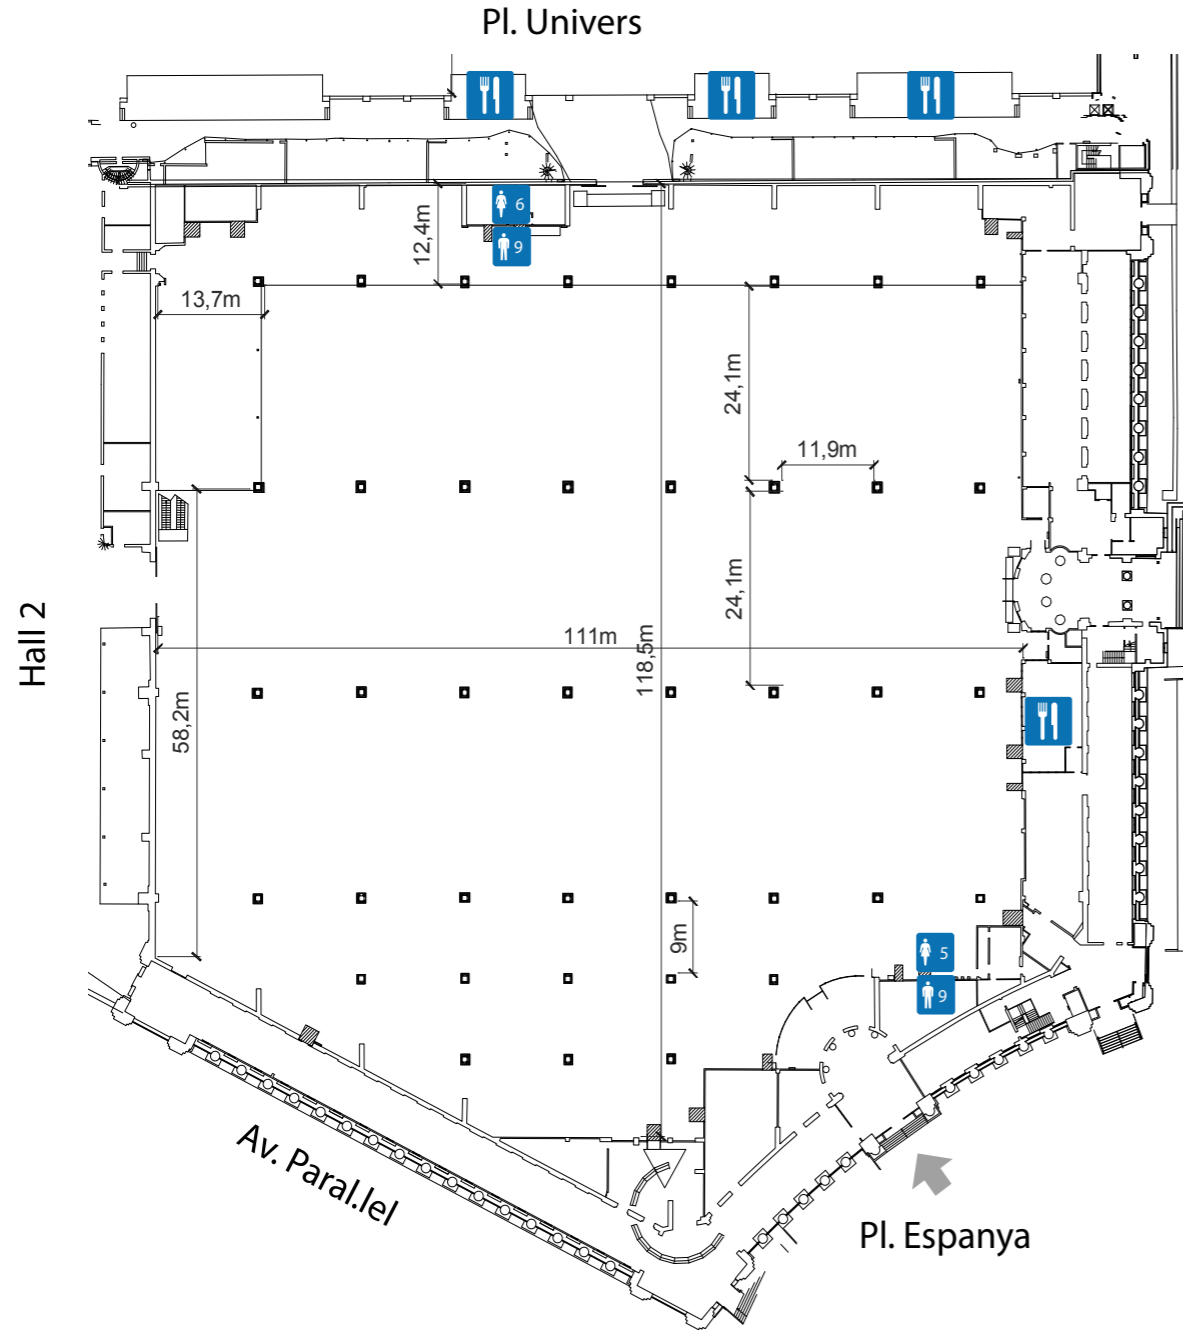 Pl. Univers
6
9
12,4m
13,7m
24,1m
11,9m
24,1m
Hall 2
111m
118,5m
58,2m
9m
5
9
Av. Paral.lel
Pl. Espanya